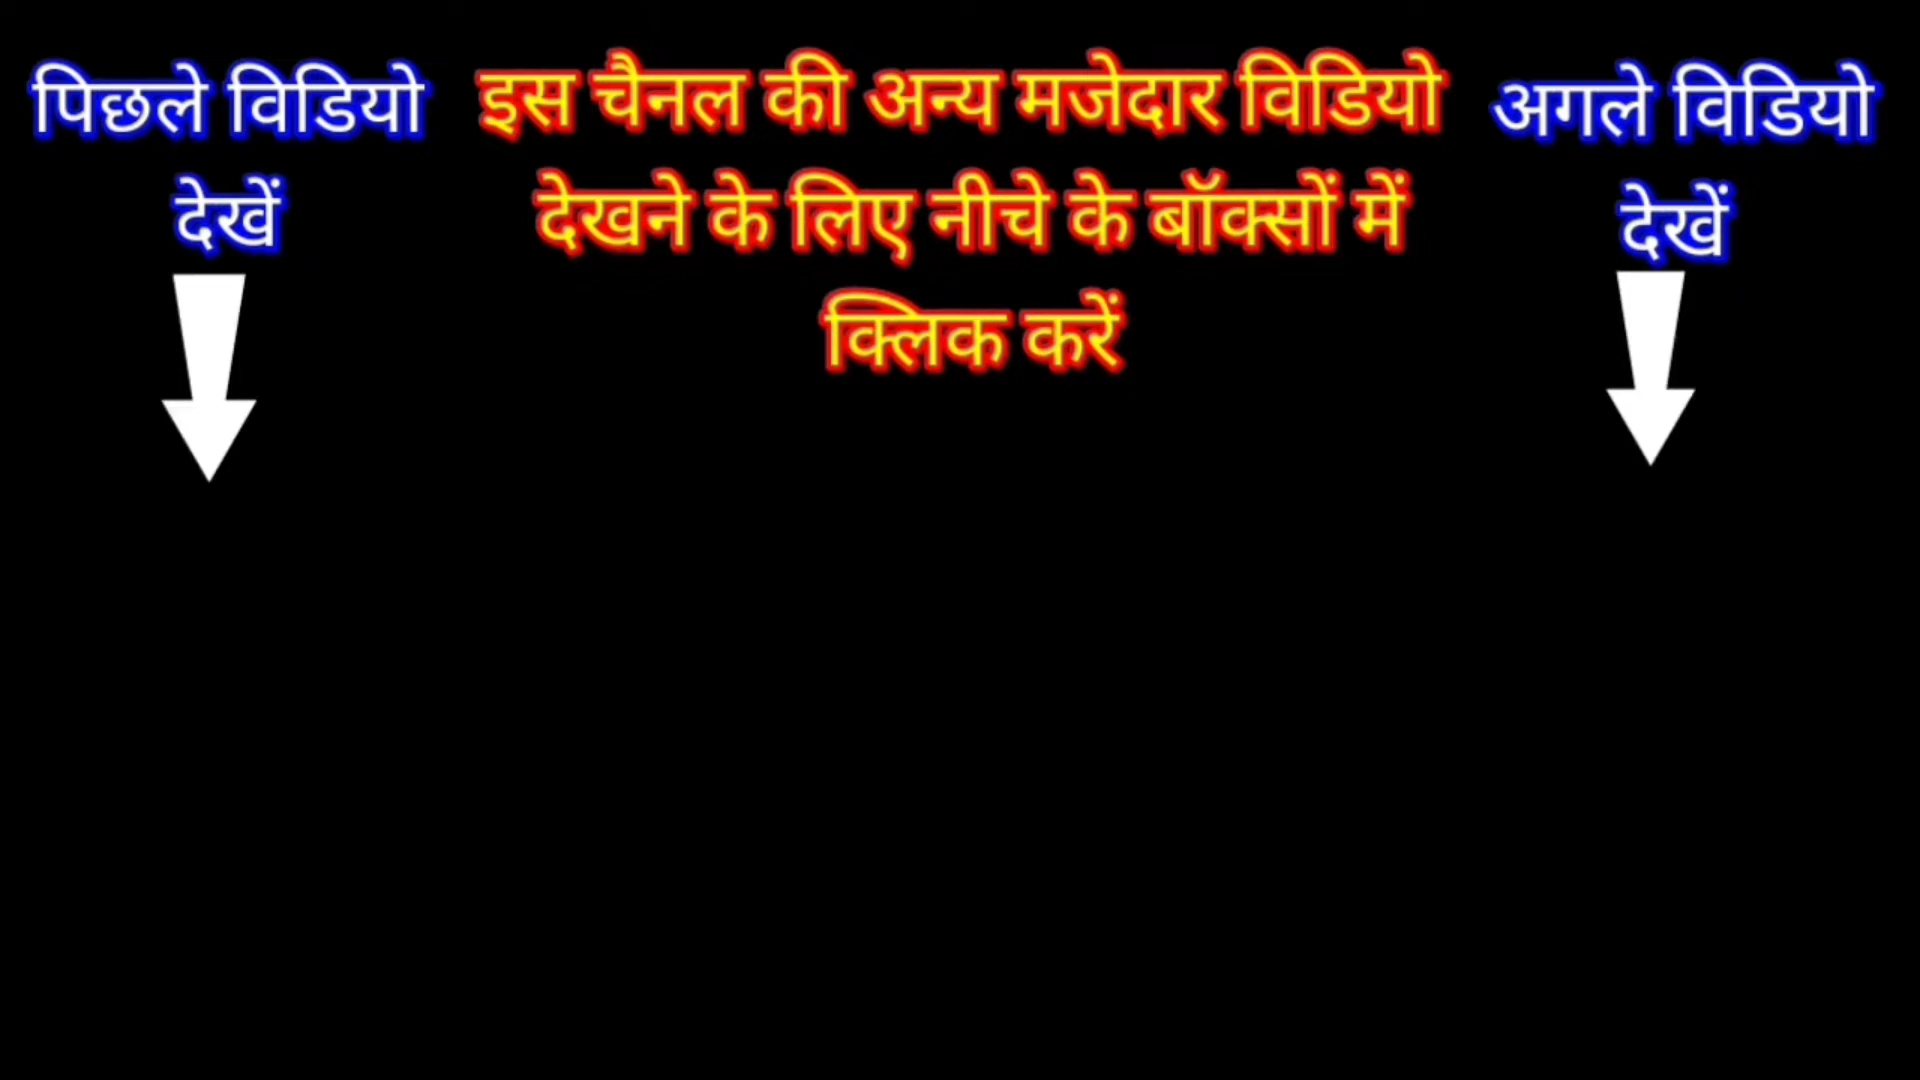 पिछले विडियो
देखें
इस चैनल की अन्य मजेदार विडियो
देखने के लिए नीचे के बॉक्सों में
क्लिक करें
अगले विडियो
देखें